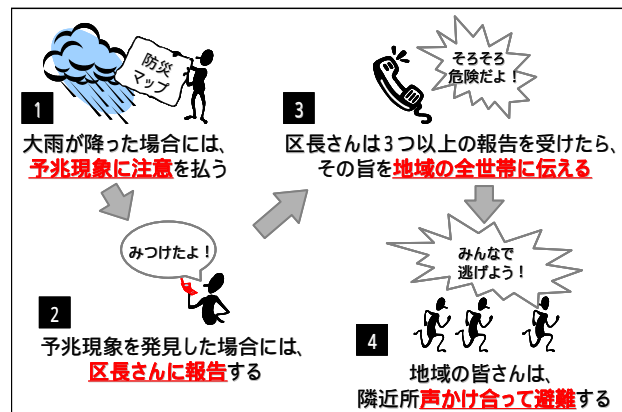 防災
マップ
1
大雨が降った場合には、
予兆現象に注意を払う
みつけたよ！
2
予兆現象を発見した場合には、
区長さんに報告する
そろそろ
危険だよ！
3
区長さんは３つ以上の報告を受けたら、
その旨を地域の全世帯に伝える
みんなで
逃げよう！
4
地域の皆さんは、
隣近所声かけ合って避難する